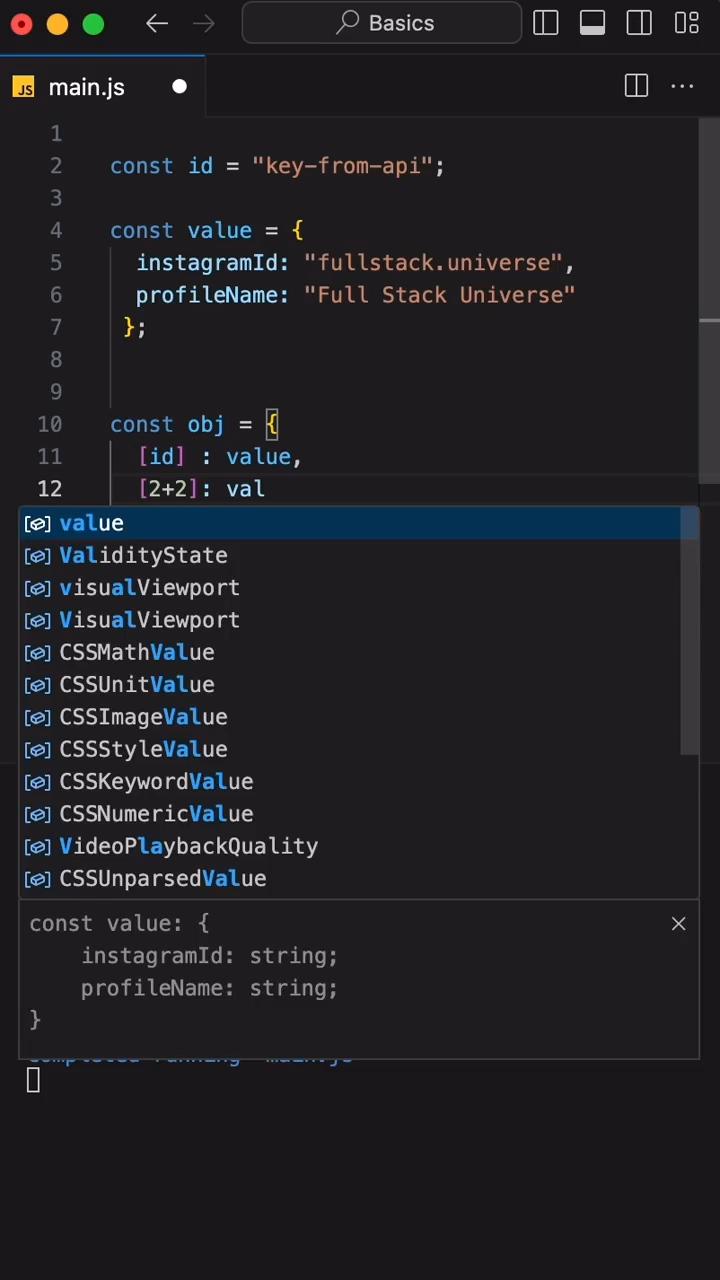 Basics
JS main.js
1
2 const id = "key-from-api";
3
4 const value = {
5 instagramId: "fullstack.universe",
6 profileName: "Full Stack Universe"
7 };
8
9
10 const obj = {
11 [id] : value,
12 [2+2]: val
value
ValidityState
visualViewport
VisualViewport
CSSMathValue
CSSUnitValue
CSSImageValue
CSSStyleValue
CSSKeywordValue
CSSNumericValue
VideoPlaybackQuality
CSSUnparsedValue
const value: {
instagramId: string;
profileName: string;
}